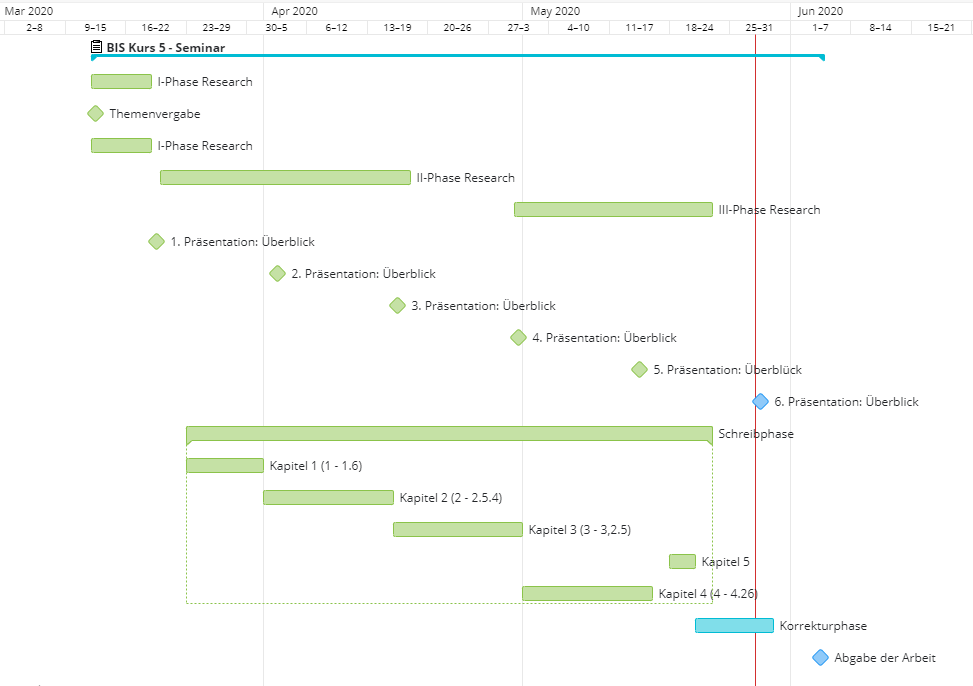 Mar 2020 Apr 2020 May 2020 Jun 2020
2–8 9–15 16–22 23–29 30–5 6–12 13–19 20–26 27–3 4–10 11–17 18–24 25–31 1–7 8–14 15–21
BIS Kurs 5 - Seminar
I-Phase Research
Themenvergabe
I-Phase Research
II-Phase Research
III-Phase Research
1. Präsentation: Überblick
2. Präsentation: Überblick
3. Präsentation: Überblick
4. Präsentation: Überblick
5. Präsentation: Überblück
6. Präsentation: Überblick
Schreibphase
Kapitel 1 (1 - 1.6)
Kapitel 2 (2 - 2.5.4)
Kapitel 3 (3 - 3,2.5)
Kapitel 5
Kapitel 4 (4 - 4.26)
Korrekturphase
Abgabe der Arbeit